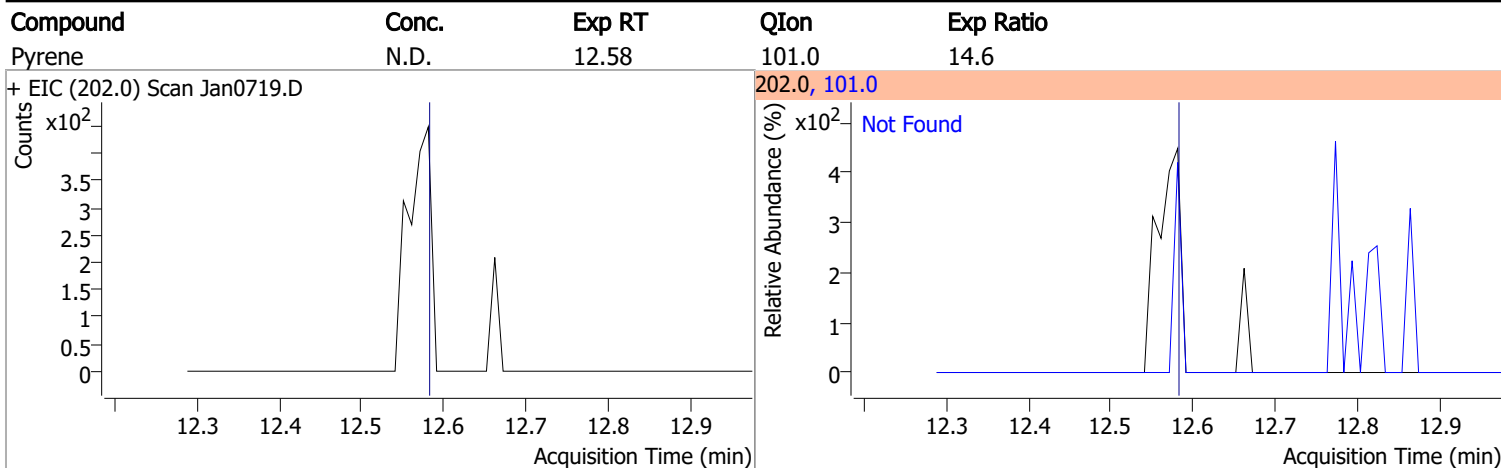 Compound Conc. Exp RT QIon Exp Ratio
Pyrene N.D. 12.58 101.0 14.6
+ EIC (202.0) Scan Jan0719.D
Counts
x10²
3.5
3
2.5
2
1.5
1
0.5
0
12.3 12.4 12.5 12.6 12.7 12.8 12.9
Acquisition Time (min)
202.0, 101.0
Relative Abundance (%)
x10²
Not Found
4
3
2
1
0
12.3 12.4 12.5 12.6 12.7 12.8 12.9
Acquisition Time (min)